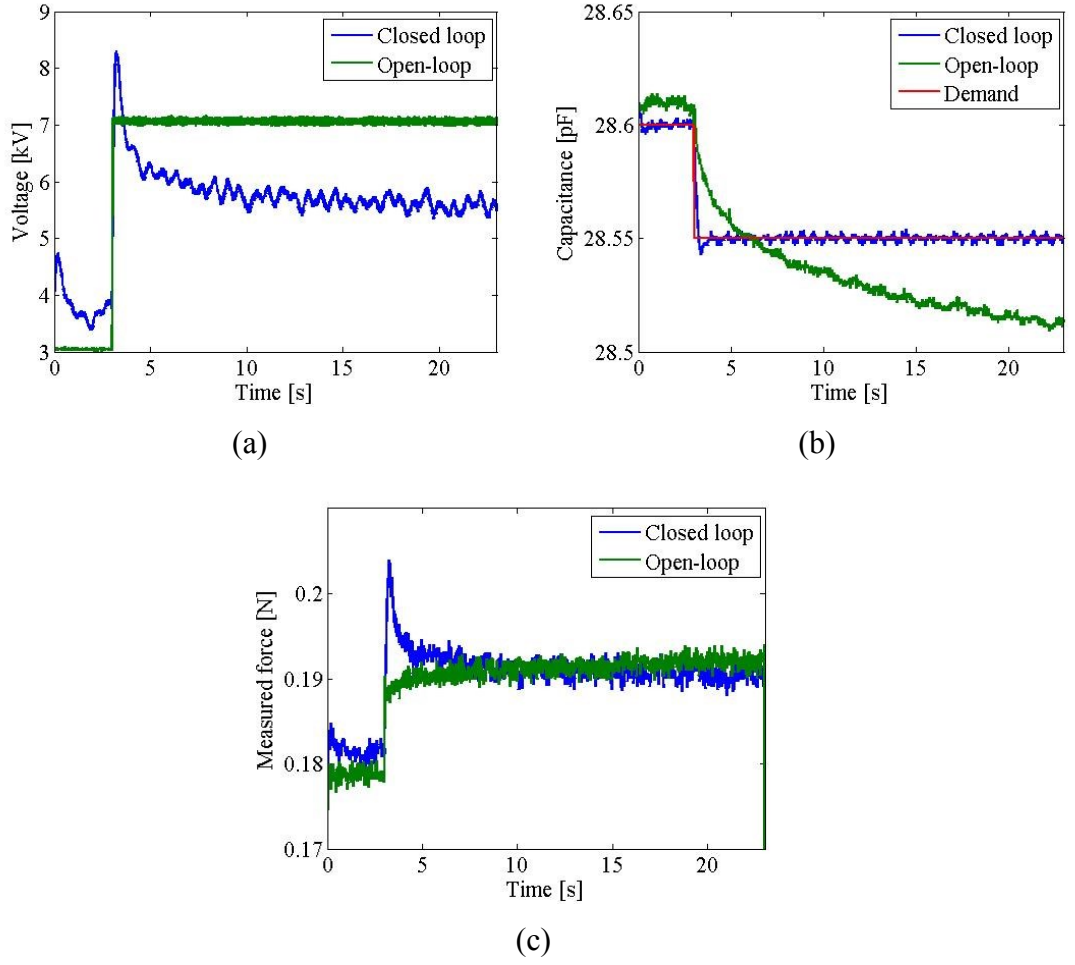 9
8
7
6
5
4
3
0
5
10
15
20
Voltage [kV]
Time [s]
Closed loop
Open-loop
(a)
28.65
28.6
28.55
28.5
0
5
10
15
20
Capacitance [pF]
Time [s]
Closed loop
Open-loop
Demand
(b)
0.2
0.19
0.18
0.17
0
5
10
15
20
Measured force [N]
Time [s]
Closed loop
Open-loop
(c)